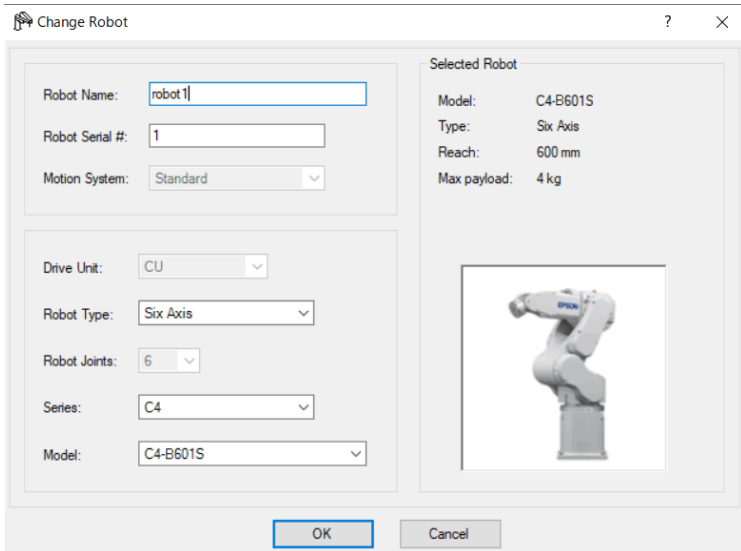 Change Robot
?
Robot Name: robot1
Robot Serial #: 1
Motion System: Standard
Drive Unit: CU
Robot Type: Six Axis
Robot Joints: 6
Series: C4
Model: C4-B601S
Selected Robot
Model: C4-B601S
Type: Six Axis
Reach: 600 mm
Max payload: 4 kg
EPSON
OK
Cancel